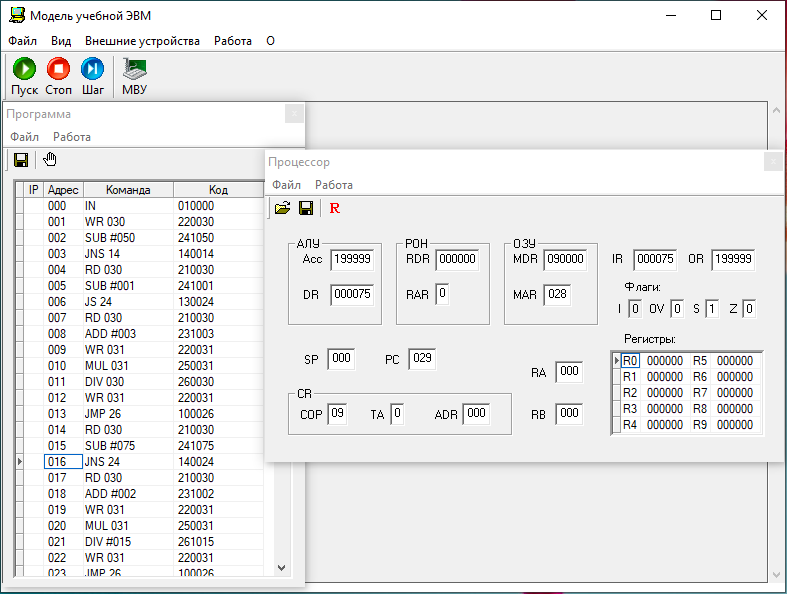 Модель учебной ЭВМ
Файл Вид Внешние устройства Работа О
Пуск Стоп Шаг МВУ
Программа
Файл Работа
IP Адрес Команда Код
000 IN 010000
001 WR 030 220030
002 SUB #050 241050
003 JNS 14 140014
004 RD 030 210030
005 SUB #001 241001
006 JS 24 130024
007 RD 030 210030
008 ADD #003 231003
009 WR 031 220031
010 MUL 031 250031
011 DIV 030 260030
012 WR 031 220031
013 JMP 26 100026
014 RD 030 210030
015 SUB #075 241075
016 JNS 24 140024
017 RD 030 210030
018 ADD #002 231002
019 WR 031 220031
020 MUL 031 250031
021 DIV #015 261015
022 WR 031 220031
023 JMP 26 100026
Процессор
Файл Работа
R
АЛУ РОН ОЗУ
Acc 199999 RDR 000000 MDR 090000 IR 000075 OR 199999
DR 000075 RAR 0 MAR 028
Флаги:
I 0 OV 0 S 1 Z 0
Регистры:
SP 000 PC 029
RA 000
R0 000000 R5 000000
R1 000000 R6 000000
R2 000000 R7 000000
R3 000000 R8 000000
R4 000000 R9 000000
CR
COP 09 TA 0 ADR 000 RB 000